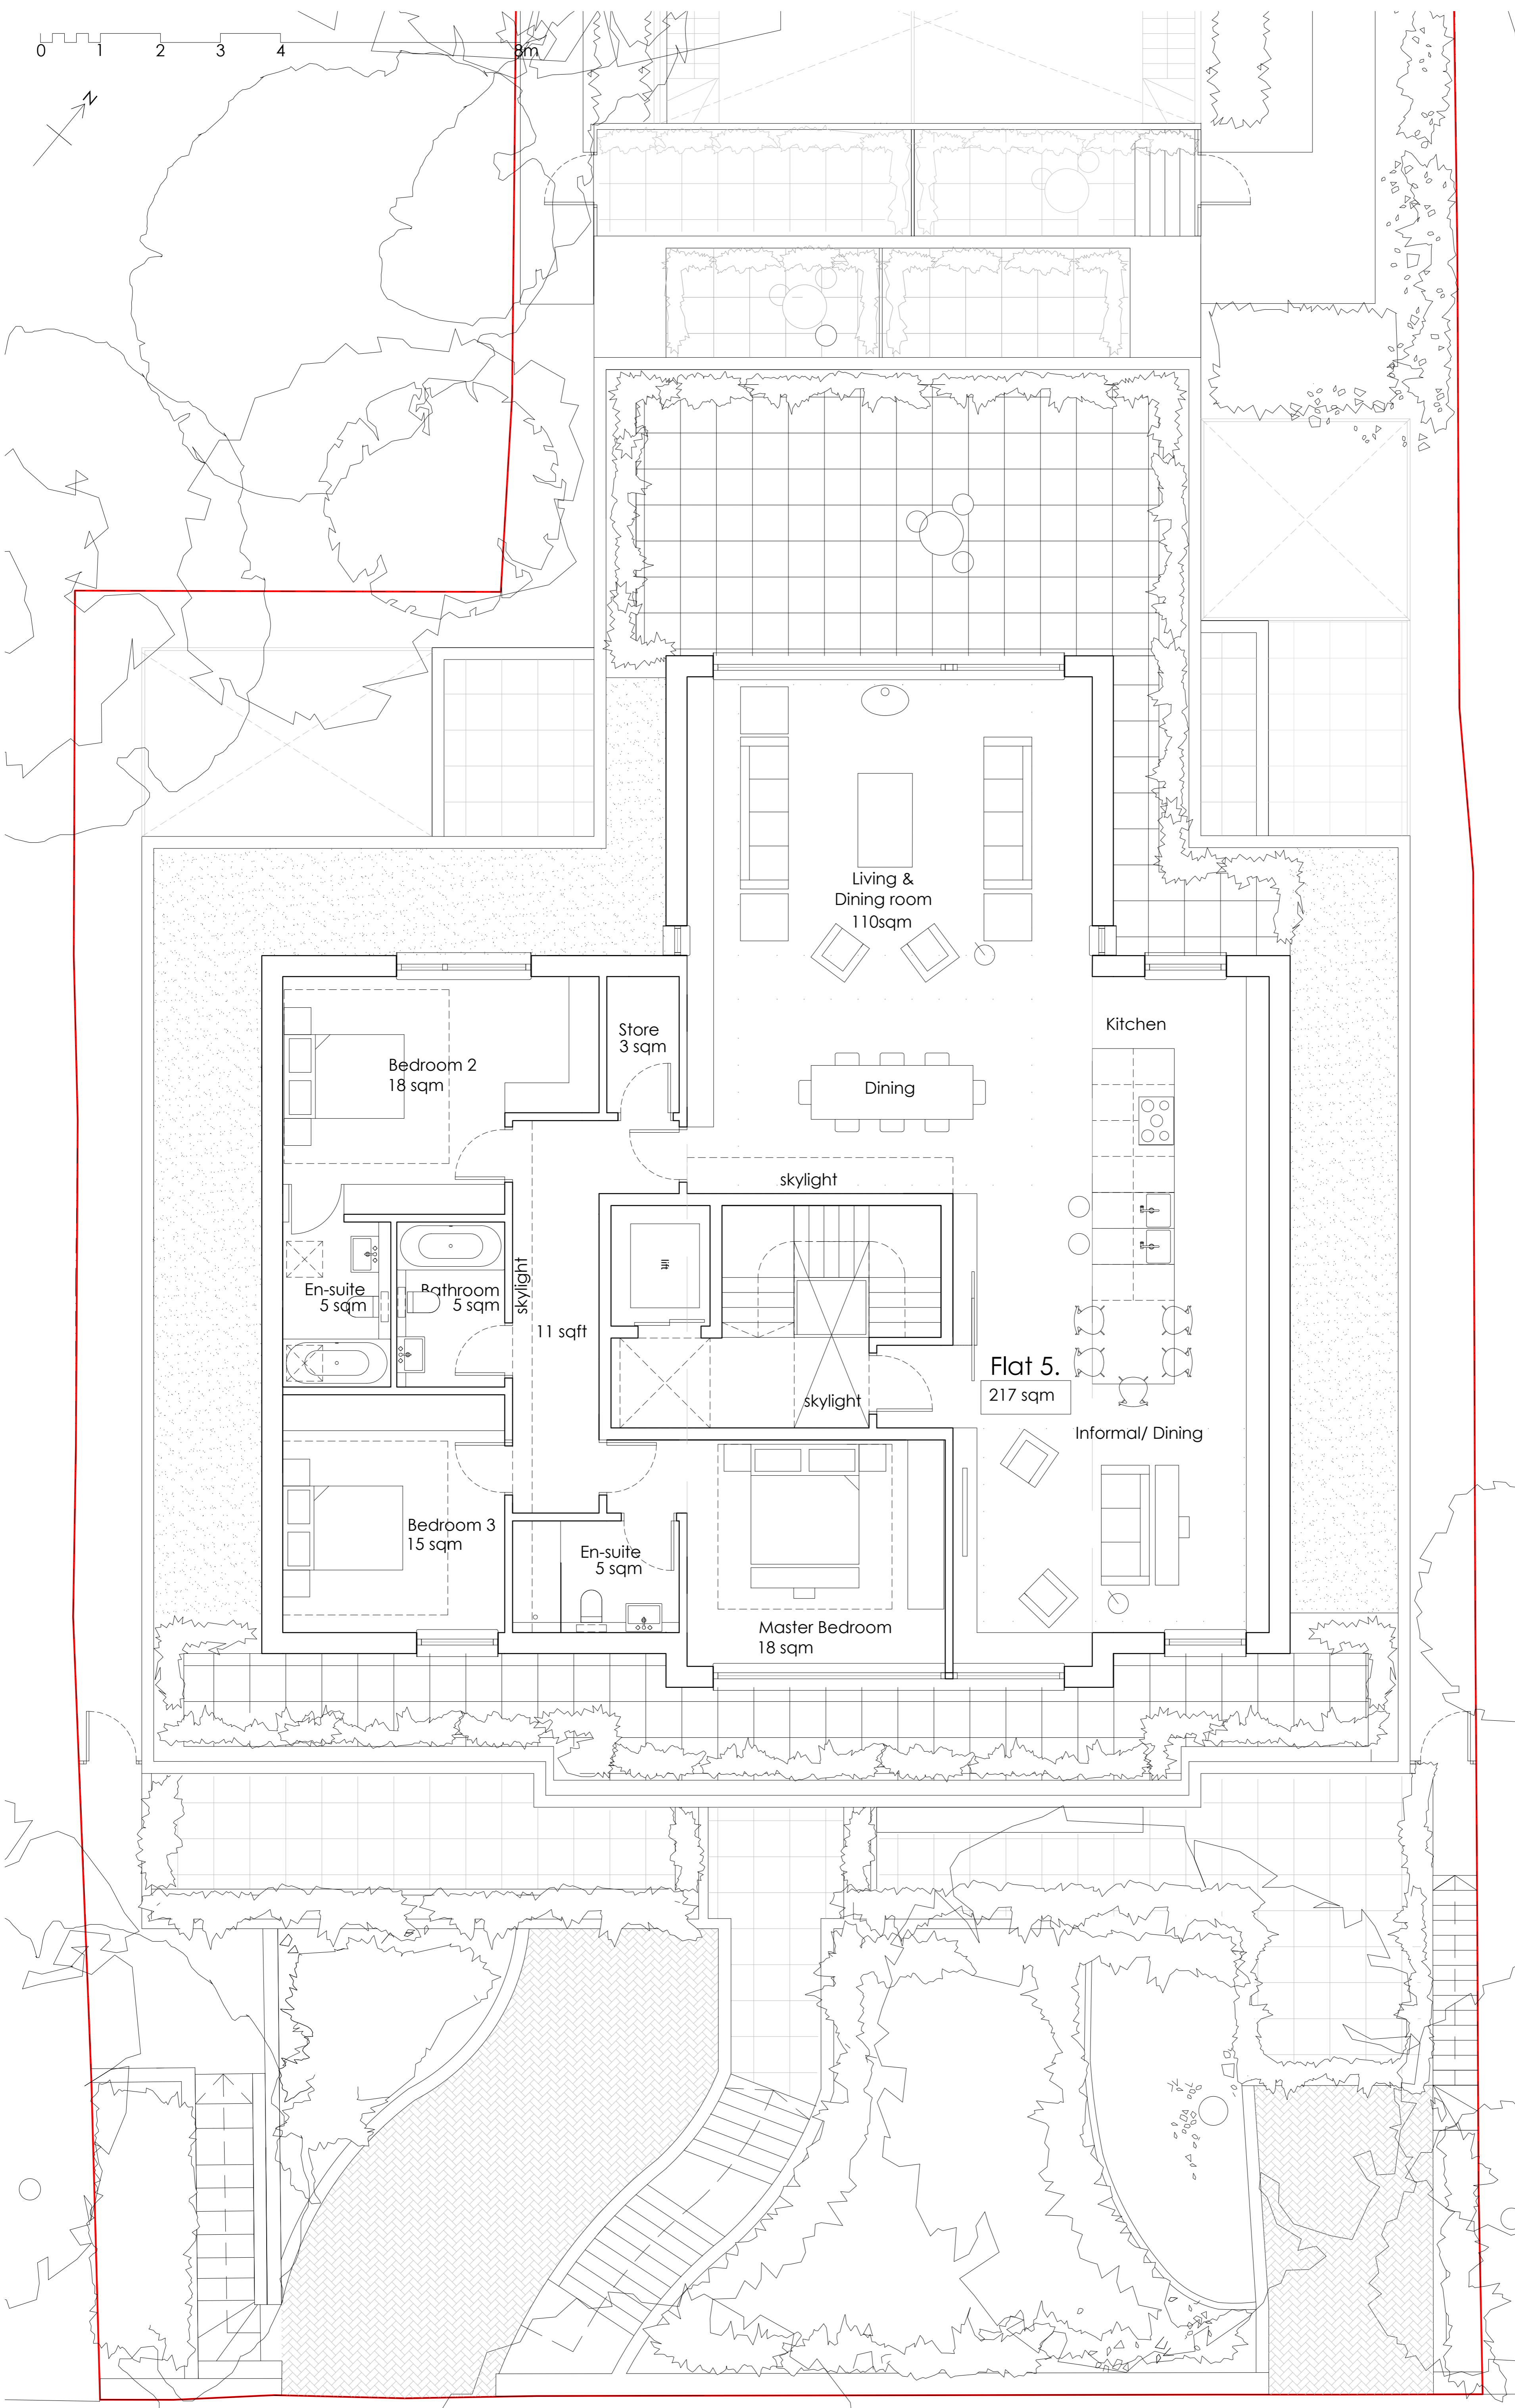 0 1 2 3 4 8m
N
Living &
Dining room
110sqm
Kitchen
Store
3 sqm
Bedroom 2
18 sqm
Dining
skylight
lift
En-suite
5 sqm
Bathroom
5 sqm
skylight
11 sqft
Flat 5.
217 sqm
skylight
Informal/ Dining
Bedroom 3
15 sqm
En-suite
5 sqm
Master Bedroom
18 sqm